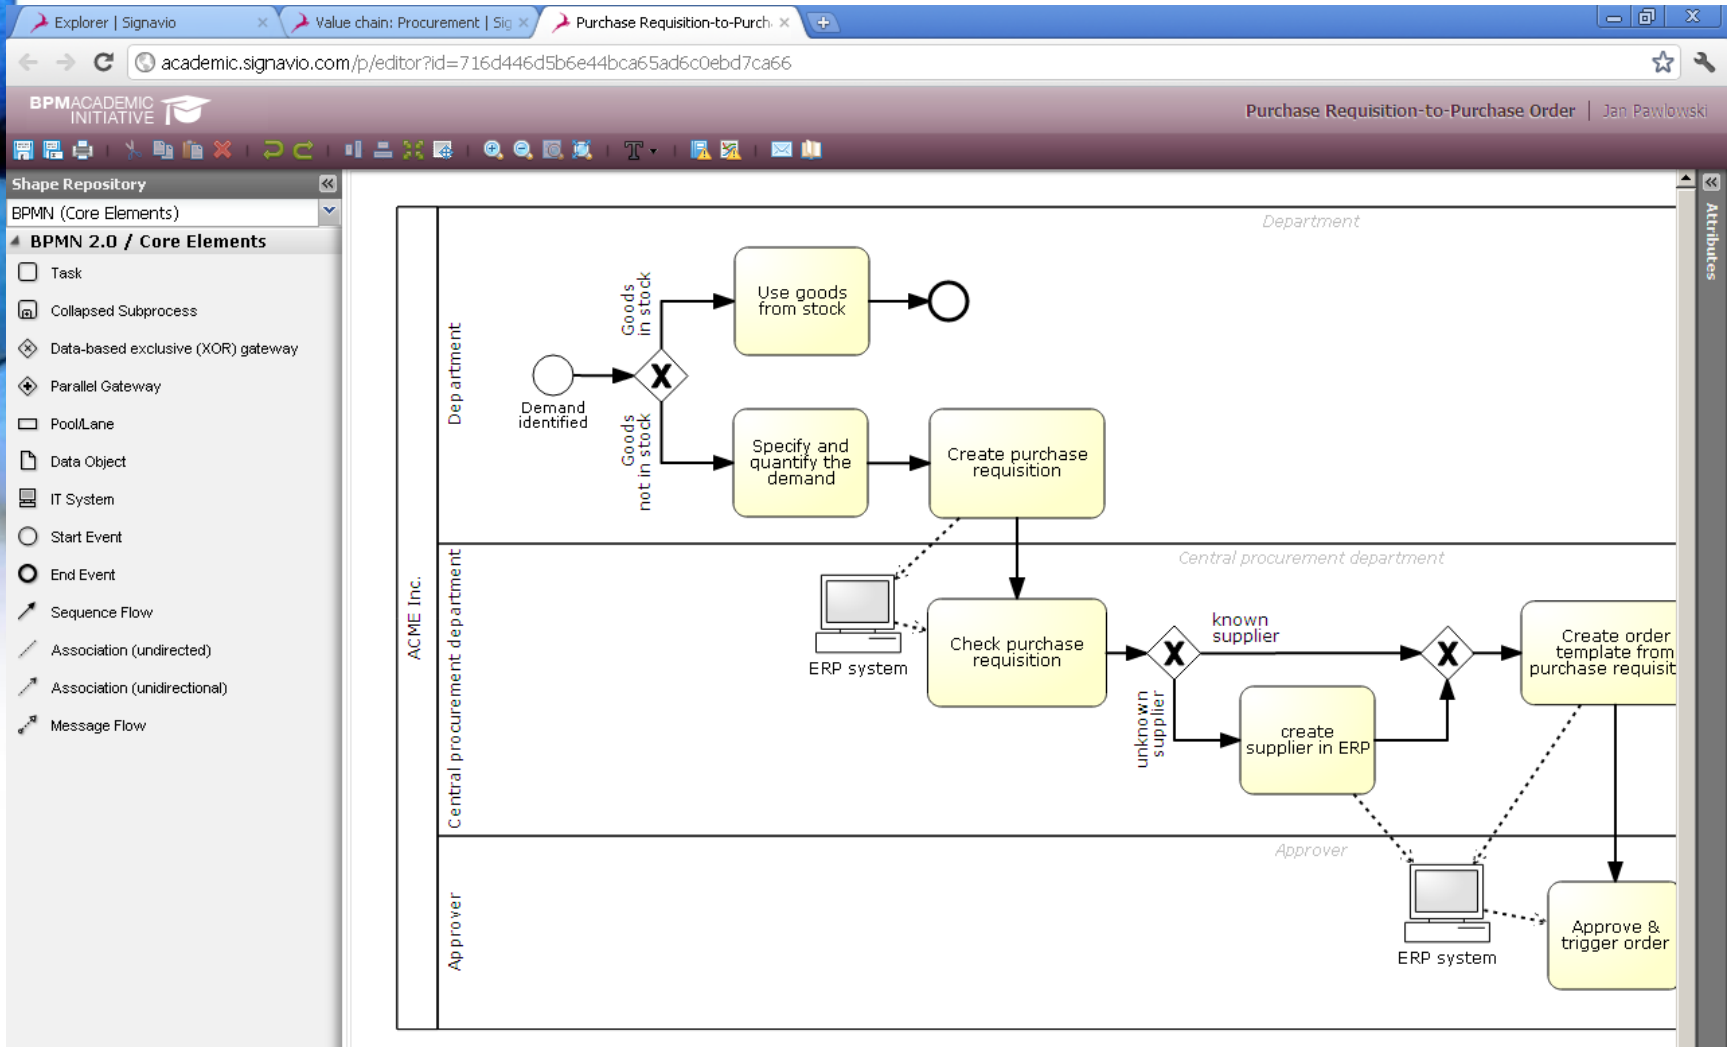 Explorer | Signavio
Value chain: Procurement | Sig
Purchase Requisition-to-Purch
academic.signavio.com/p/editor?id=716d446d5b6e44bca65ad6c0ebd7ca66
BPMACADEMIC
INITIATIVE
Purchase Requisition-to-Purchase Order | Jan Pawlowski
Shape Repository
BPMN (Core Elements)
BPMN 2.0 / Core Elements
Task
Collapsed Subprocess
Data-based exclusive (XOR) gateway
Parallel Gateway
Pool/Lane
Data Object
IT System
Start Event
End Event
Sequence Flow
Association (undirected)
Association (unidirectional)
Message Flow
Attributes
ACME Inc.
Department
Department
Demand
identified
Goods
in stock
Use goods
from stock
Goods
not in stock
Specify and
quantify the
demand
Create purchase
requisition
Central procurement department
Central procurement department
ERP system
Check purchase
requisition
known
supplier
unknown
supplier
create
supplier in ERP
Create order
template from
purchase requisit
Approver
Approver
ERP system
Approve &
trigger order